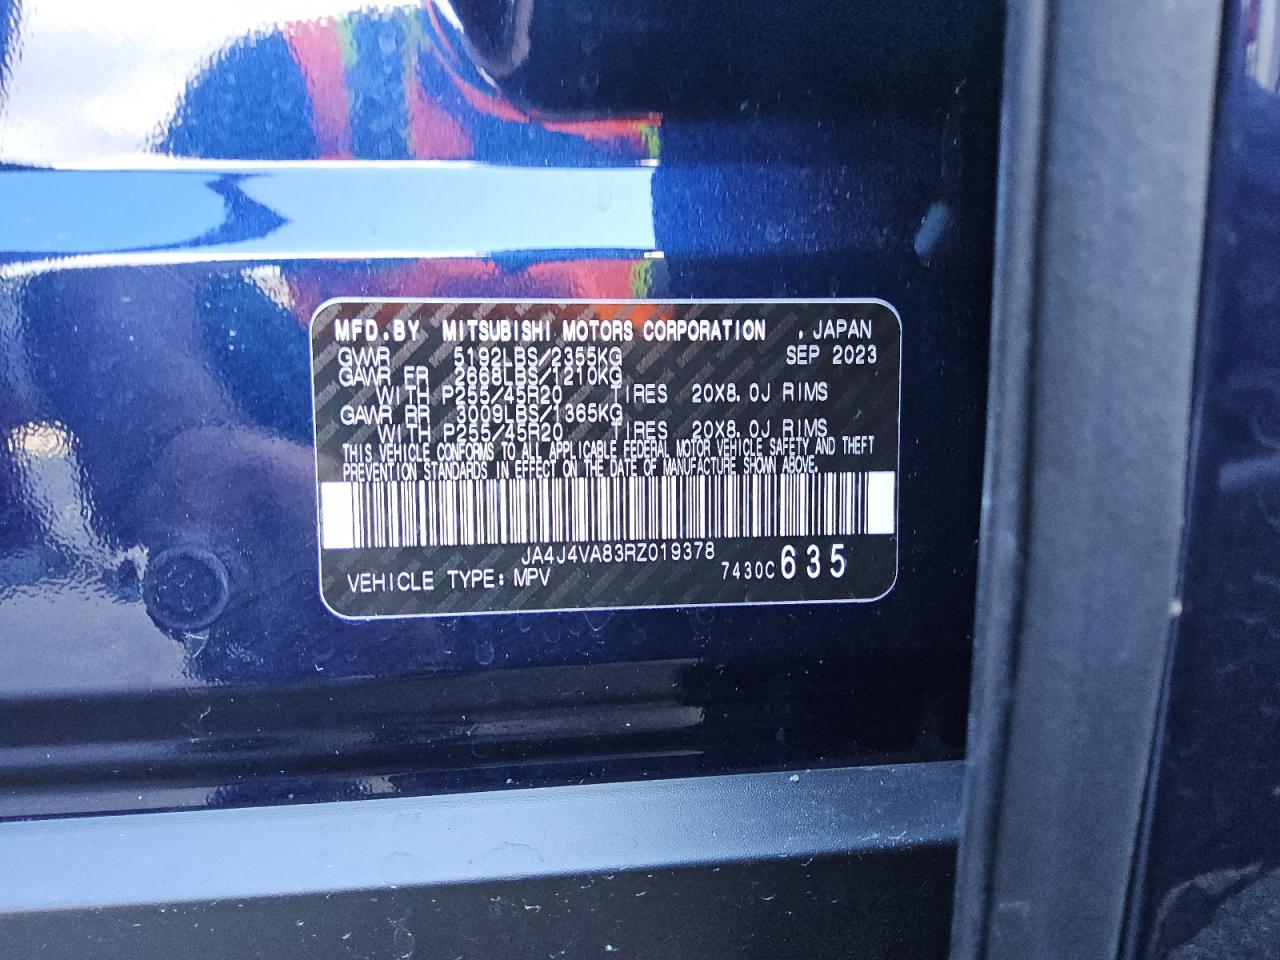 MFD.BY MITSUBISHI MOTORS CORPORATION , JAPAN
GVWR 5192LBS/2355KG SEP 2023
GAWR FR 2668LBS/1210KG
WITH P255/45R20 TIRES 20X8.0J RIMS
GAWR RR 3009LBS/1365KG
WITH P255/45R20 TIRES 20X8.0J RIMS
THIS VEHICLE CONFORMS TO ALL APPLICABLE FEDERAL MOTOR VEHICLE SAFETY AND THEFT
PREVENTION STANDARDS IN EFFECT ON THE DATE OF MANUFACTURE SHOWN ABOVE.
JA4J4VA83RZ019378
VEHICLE TYPE: MPV 7430C 635